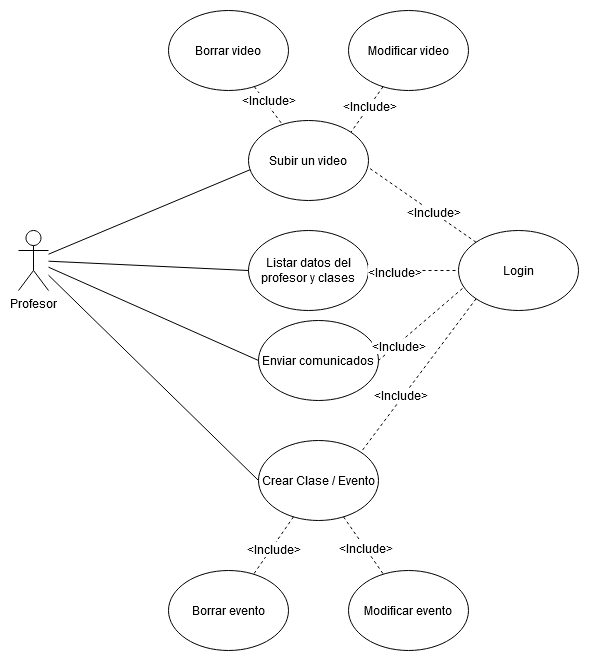 Borrar video
Modificar video
<Include>
<Include>
Subir un video
<Include>
Listar datos del
profesor y clases
<Include>
Login
Profesor
<Include>
Enviar comunicados
<Include>
Crear Clase / Evento
<Include>
<Include>
Borrar evento
Modificar evento